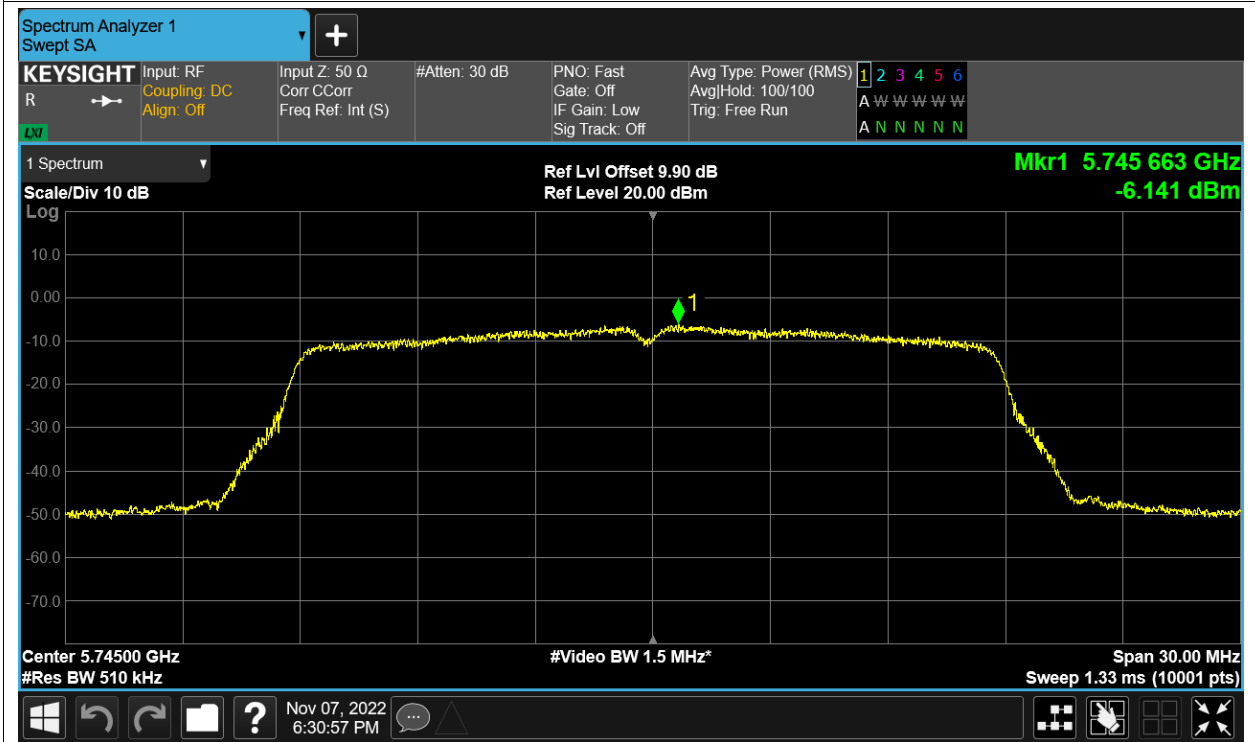 Spectrum Analyzer 1
Swept SA
+
KEYSIGHT
R
LXI
Input: RF
Coupling: DC
Align: Off
Input Z: 50 Ω
Corr CCorr
Freq Ref: Int (S)
#Atten: 30 dB
PNO: Fast
Gate: Off
IF Gain: Low
Sig Track: Off
Avg Type: Power (RMS)
Avg|Hold: 100/100
Trig: Free Run
1 2 3 4 5 6
A W W W W W
A N N N N N
1 Spectrum
Scale/Div 10 dB
Log
Ref Lvl Offset 9.90 dB
Ref Level 20.00 dBm
Mkr1 5.745 663 GHz
-6.141 dBm
10.0
0.00
-10.0
-20.0
-30.0
-40.0
-50.0
-60.0
-70.0
1
Center 5.74500 GHz
#Res BW 510 kHz
#Video BW 1.5 MHz*
Span 30.00 MHz
Sweep 1.33 ms (10001 pts)
?
Nov 07, 2022
6:30:57 PM